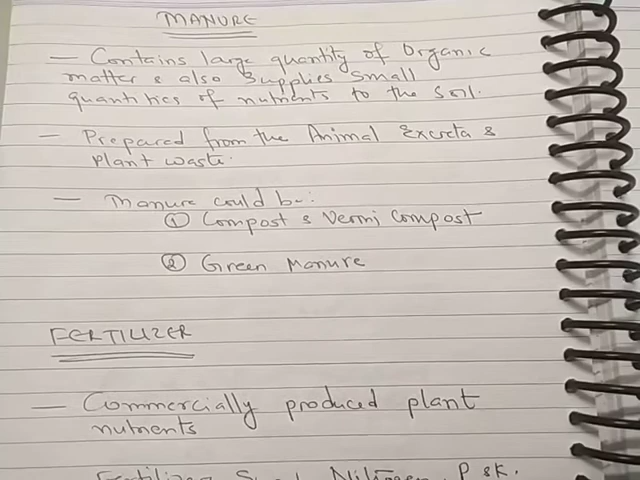 MANURE
— Contains large quantity of Organic
matter & also Supplies Small
quantities of nutrients to the Soil.
— Prepared from the Animal Excreta &
Plant waste.
— Manure could be:
① Compost & Vermi Compost
② Green Manure
FERTILIZER
— Commercially produced plant
nutrients
Fertilizer Nitrogen, P &K.